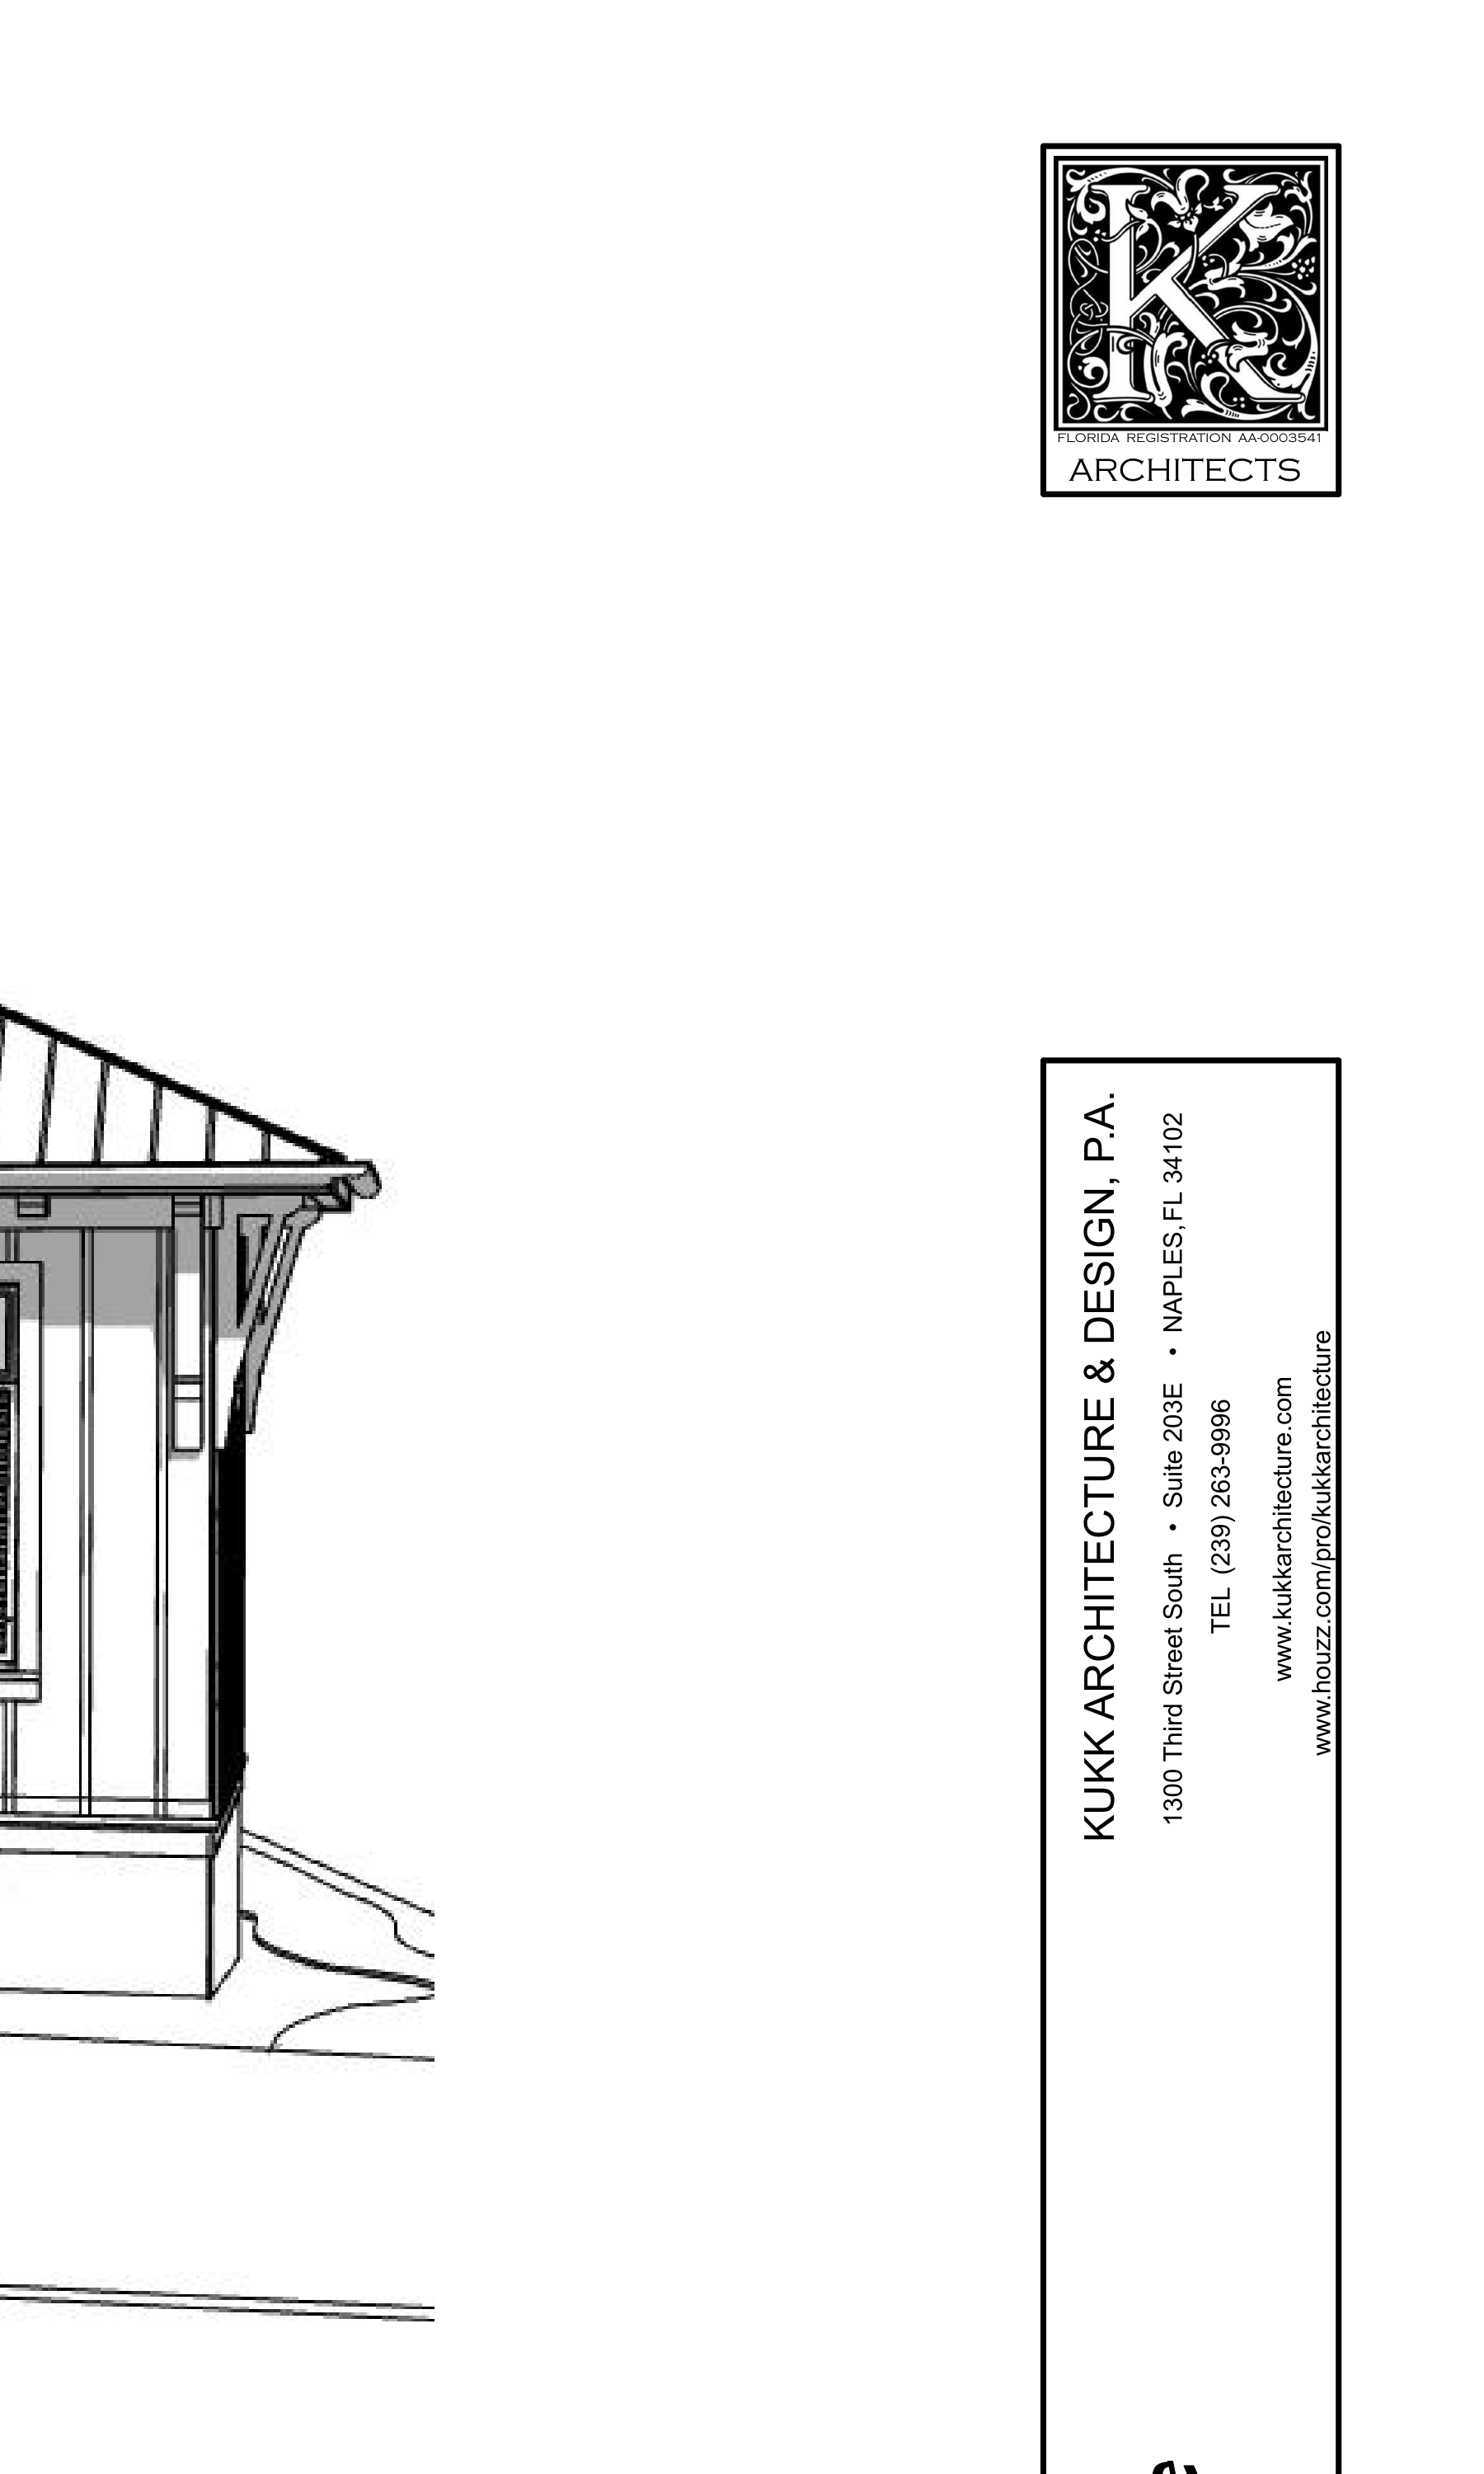 K
FLORIDA REGISTRATION AA-0003541
ARCHITECTS
KUKK ARCHITECTURE & DESIGN, P.A.
1300 Third Street South • Suite 203E • NAPLES, FL 34102
TEL (239) 263-9996
www.kukkarchitecture.com
www.houzz.com/pro/kukkarchitecture